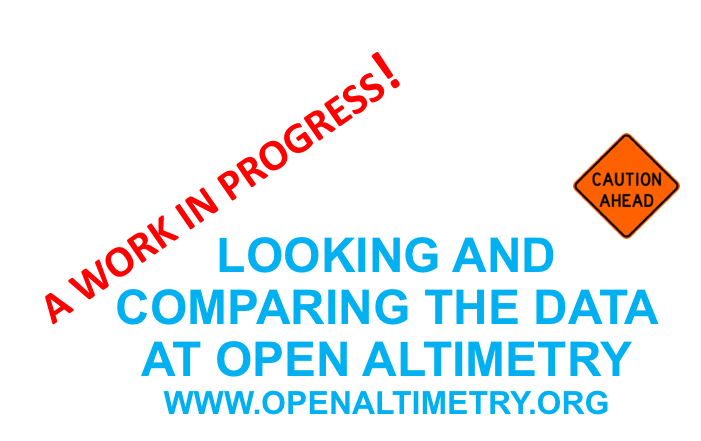 A WORK IN PROGRESS!
CAUTION
AHEAD
LOOKING AND
COMPARING THE DATA
AT OPEN ALTIMETRY
WWW.OPENALTIMETRY.ORG